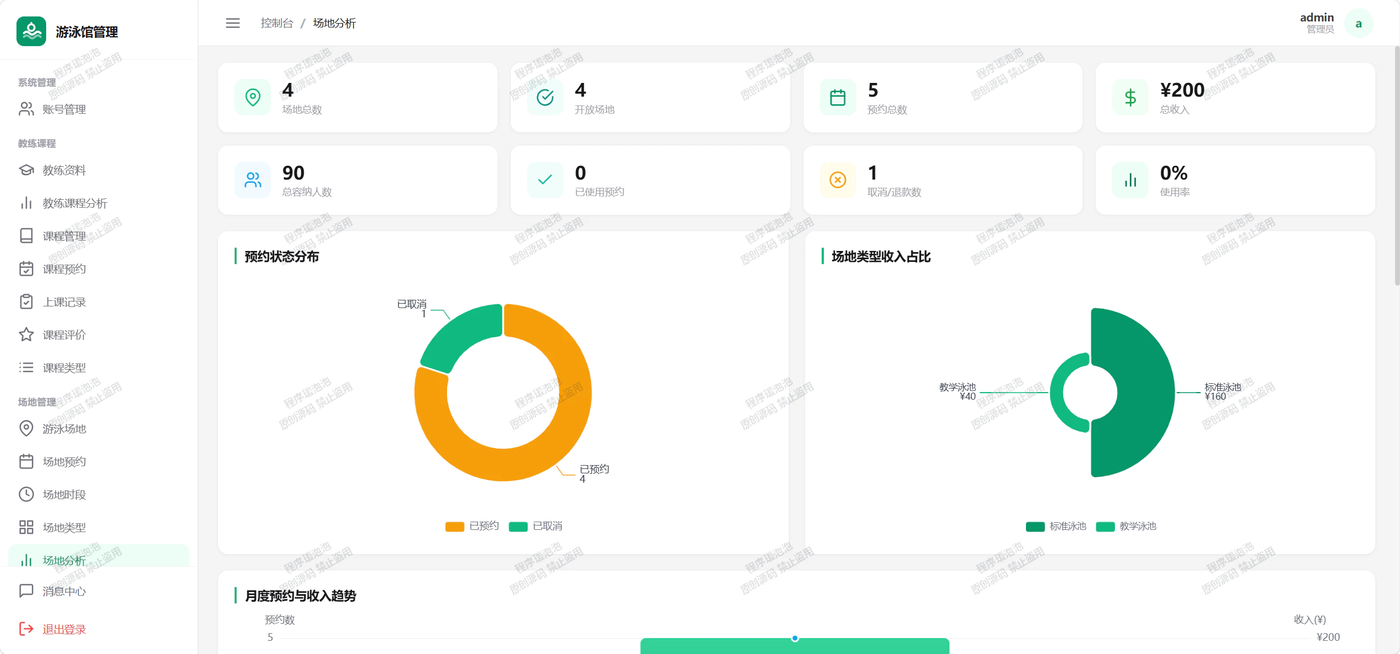 游泳馆管理
系统管理
账号管理
教练课程
教练资料
教练课程分析
课程管理
课程预约
上课记录
课程评价
课程类型
场地管理
游泳场地
场地预约
场地时段
场地类型
场地分析
消息中心
退出登录
控制台 / 场地分析
admin
管理员
a
4
场地总数
4
开放场地
5
预约总数
¥200
总收入
90
总容纳人数
0
已使用预约
1
取消/退款数
0%
使用率
预约状态分布
已取消
1
已预约
4
已预约 已取消
场地类型收入占比
教学泳池
¥40
标准泳池
¥160
标准泳池 教学泳池
月度预约与收入趋势
预约数
5
收入(¥)
¥200
程序猿泡泡
原创源码 禁止盗用